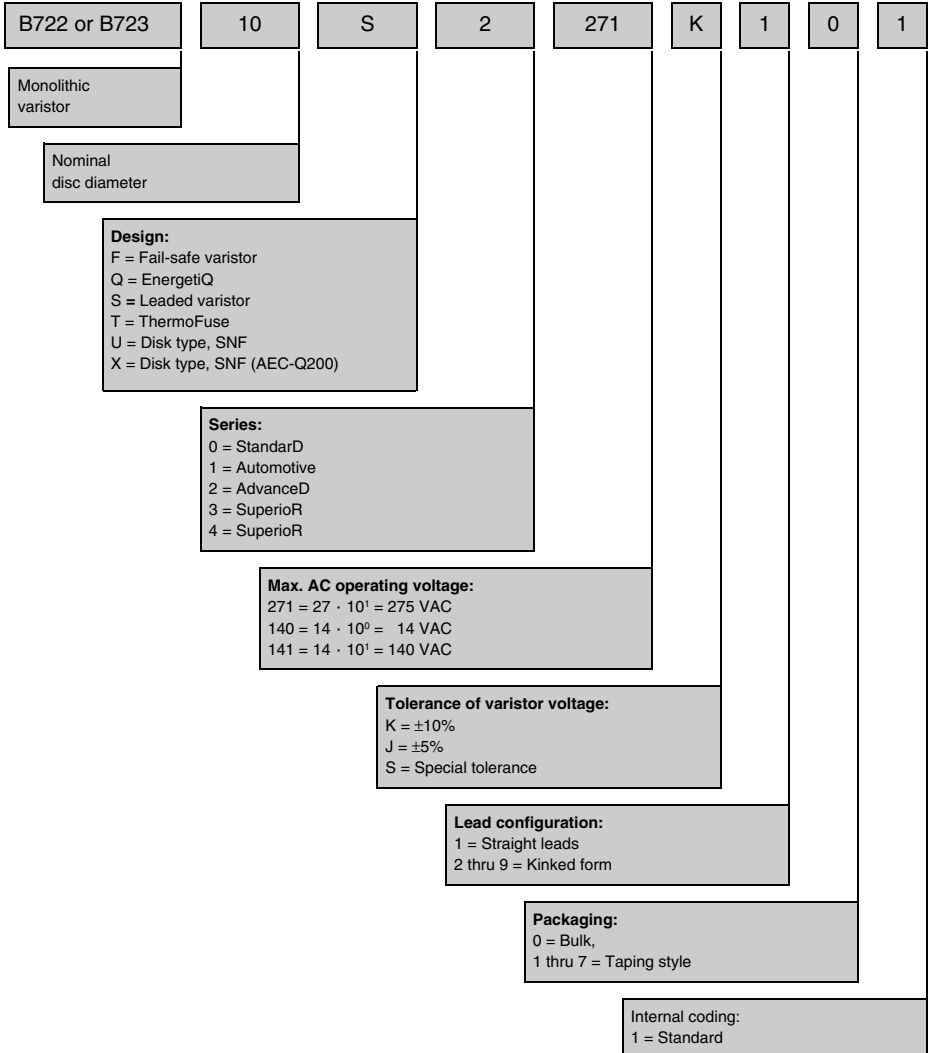 B722 or B723 10 S 2 271 K 1 0 1
Monolithic
varistor
Nominal
disc diameter
Design:
F = Fail-safe varistor
Q = EnergetiQ
S = Leaded varistor
T = ThermoFuse
U = Disk type, SNF
X = Disk type, SNF (AEC-Q200)
Series:
0 = StandarD
1 = Automotive
2 = AdvanceD
3 = SuperioR
4 = SuperioR
Max. AC operating voltage:
271 = 27 · 10¹ = 275 VAC
140 = 14 · 10⁰ = 14 VAC
141 = 14 · 10¹ = 140 VAC
Tolerance of varistor voltage:
K = ±10%
J = ±5%
S = Special tolerance
Lead configuration:
1 = Straight leads
2 thru 9 = Kinked form
Packaging:
0 = Bulk,
1 thru 7 = Taping style
Internal coding:
1 = Standard